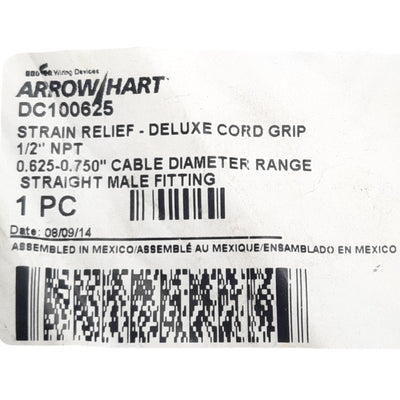 Wiring Devices
ARROW HART
DC100625
STRAIN RELIEF - DELUXE CORD GRIP
1/2" NPT
0.625-0.750" CABLE DIAMETER RANGE
STRAIGHT MALE FITTING
1 PC
Date: 08/09/14
ASSEMBLED IN MEXICO/ASSEMBLÉ AU MEXIQUE/ENSAMBLADO EN MEXICO